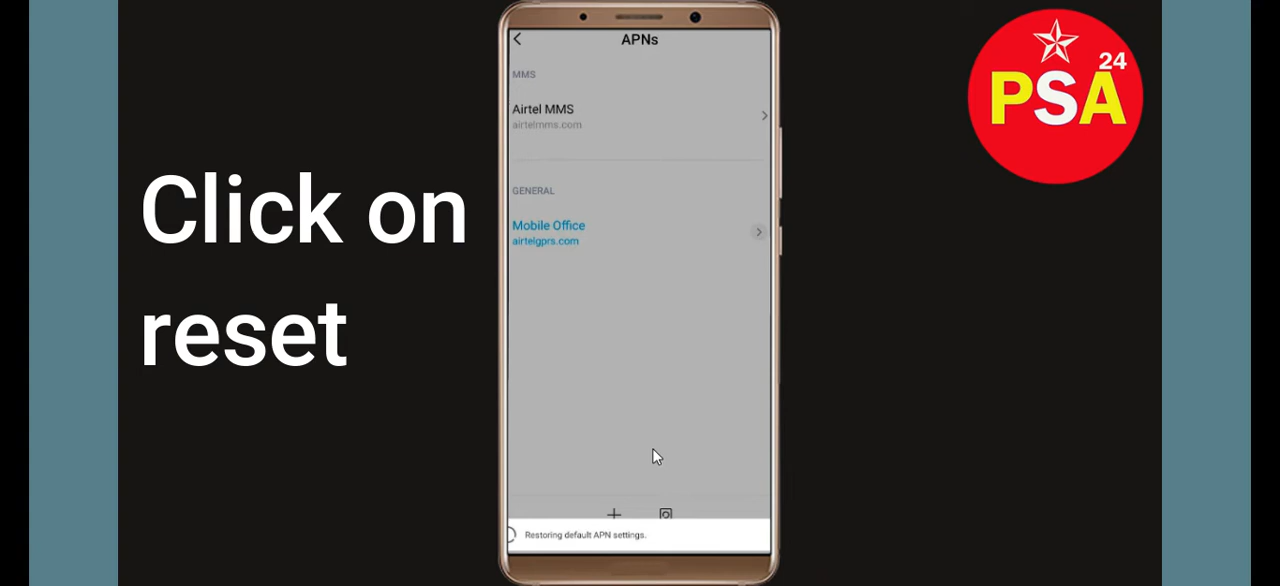 Click on
reset
APNs
MMS
Airtel MMS
airtelmms.com
GENERAL
Mobile Office
airtelgprs.com
Restoring default APN settings.
PSA
24